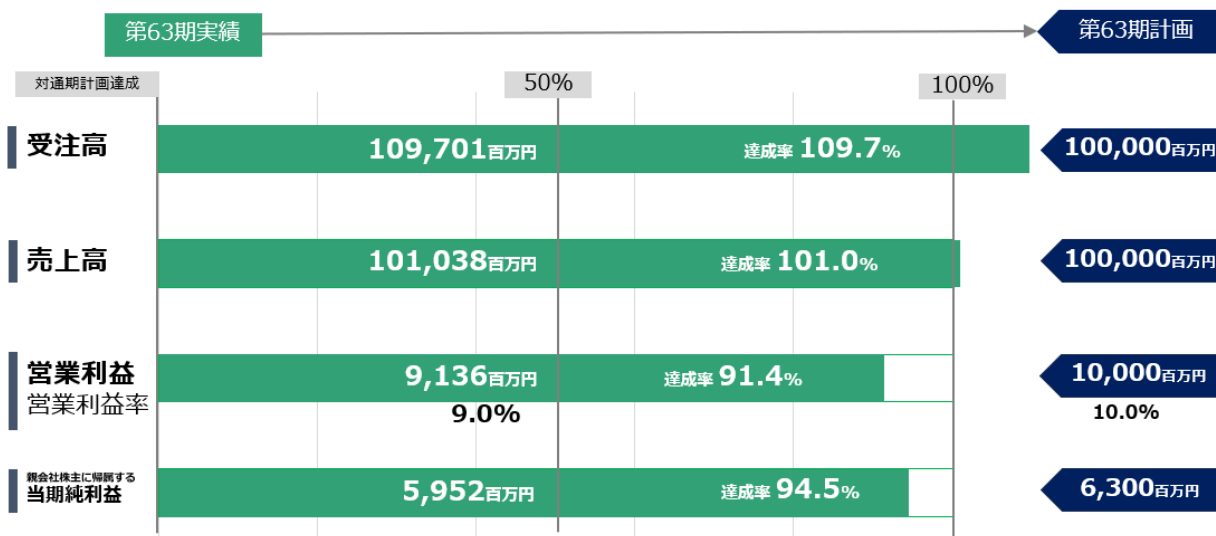 第63期実績
第63期計画
対通期計画達成
50%
100%
受注高
109,701百万円
達成率 109.7%
100,000百万円
売上高
101,038百万円
達成率 101.0%
100,000百万円
営業利益
営業利益率
9,136百万円
達成率 91.4%
10,000百万円
9.0%
10.0%
親会社株主に帰属する
当期純利益
5,952百万円
達成率 94.5%
6,300百万円